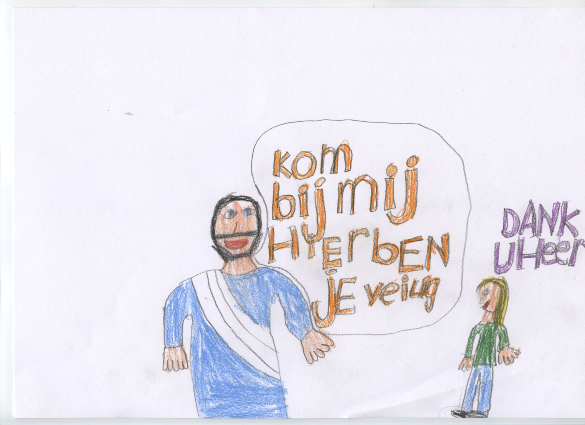 kom
bij mij
HYErbEN
jE veiug
DANK
U Heer